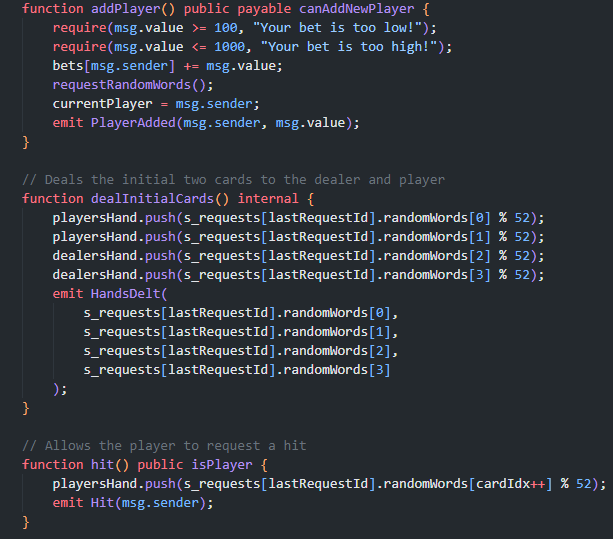 function addPlayer() public payable canAddNewPlayer {
    require(msg.value >= 100, "Your bet is too low!");
    require(msg.value <= 1000, "Your bet is too high!");
    bets[msg.sender] += msg.value;
    requestRandomWords();
    currentPlayer = msg.sender;
    emit PlayerAdded(msg.sender, msg.value);
}

// Deals the initial two cards to the dealer and player
function dealInitialCards() internal {
    playersHand.push(s_requests[lastRequestId].randomWords[0] % 52);
    playersHand.push(s_requests[lastRequestId].randomWords[1] % 52);
    dealersHand.push(s_requests[lastRequestId].randomWords[2] % 52);
    dealersHand.push(s_requests[lastRequestId].randomWords[3] % 52);
    emit HandsDelt(
        s_requests[lastRequestId].randomWords[0],
        s_requests[lastRequestId].randomWords[1],
        s_requests[lastRequestId].randomWords[2],
        s_requests[lastRequestId].randomWords[3]
    );
}

// Allows the player to request a hit
function hit() public isPlayer {
    playersHand.push(s_requests[lastRequestId].randomWords[cardIdx++] % 52);
    emit Hit(msg.sender);
}